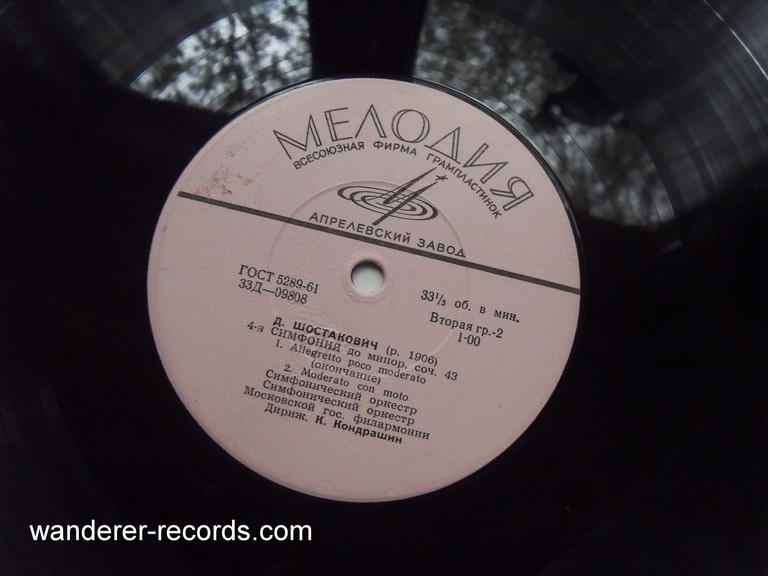 МЕЛОДИЯ
ВСЕСОЮЗНАЯ ФИРМА ГРАМПЛАСТИНОК
АПРЕЛЕВСКИЙ ЗАВОД
ГОСТ 5289-61
33Д—09808
33⅓ об. в мин.
Вторая гр.-2
1-00
Д. ШОСТАКОВИЧ (р. 1906)
4-я СИМФОНИЯ до минор, соч. 43
1. Allegretto poco moderato
(окончание)
2. Moderato con moto
Симфонический оркестр
Симфонический оркестр
Московской гос. филармонии
Дириж. К. Кондрашин
wanderer-records.com